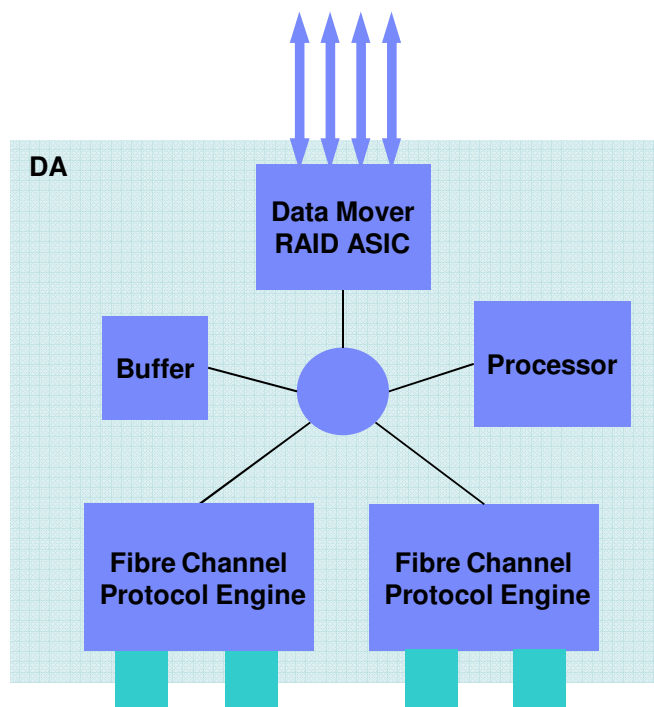 DA
Data Mover
RAID ASIC
Buffer
Processor
Fibre Channel
Protocol Engine
Fibre Channel
Protocol Engine